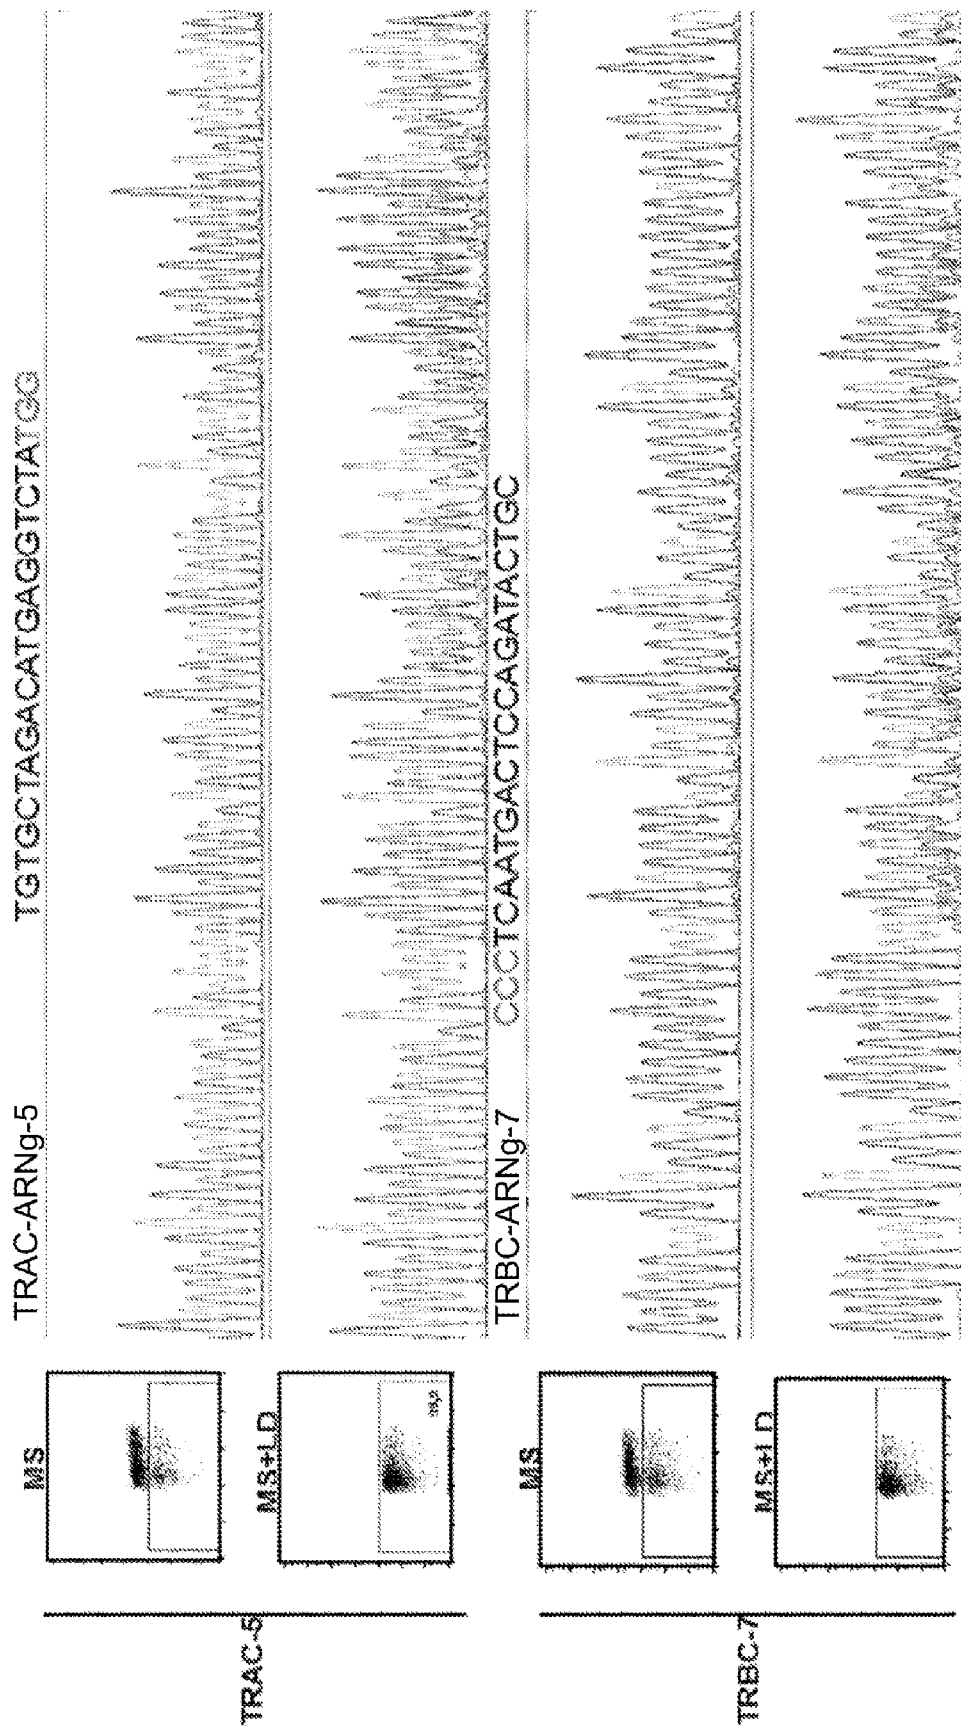 TRAC-5
MS
MS+LD
TRAC-ARNg-5
TGTGCTAGACATGAGGTCTATGG
TRBC-7
MS
MS+LD
TRBC-ARNg-7
CCCTCAATGACTCCAGATACTGC